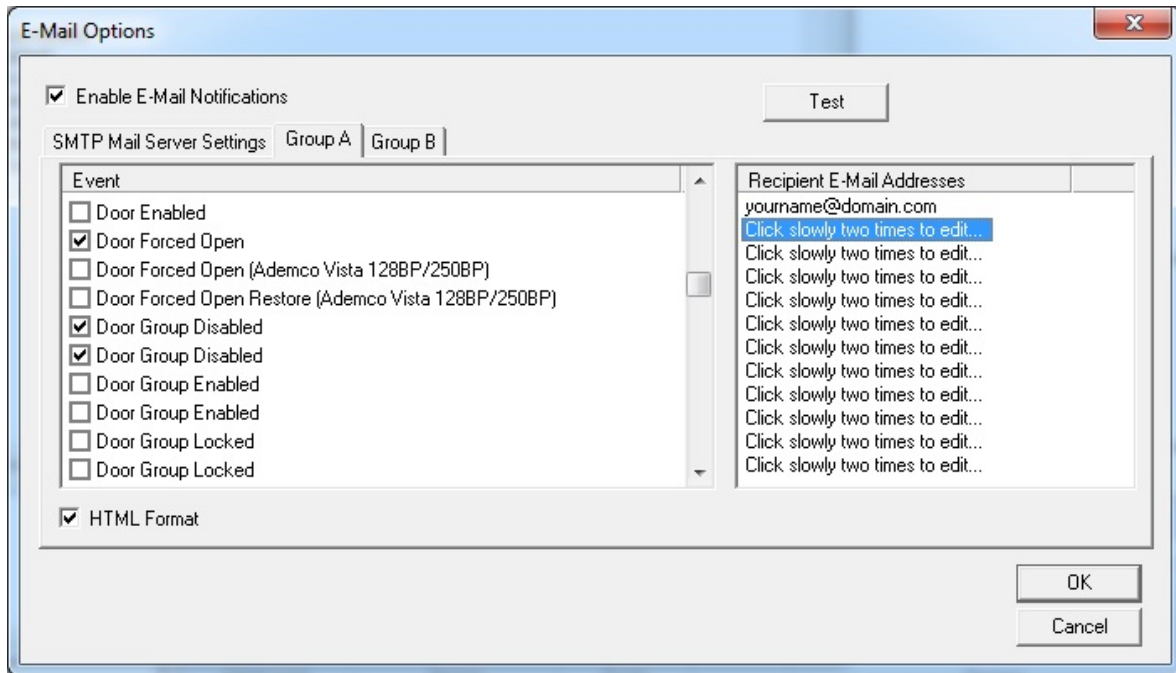 E-Mail Options
Enable E-Mail Notifications
Test
SMTP Mail Server Settings Group A Group B
Event
Door Enabled
Door Forced Open
Door Forced Open (Ademco Vista 128BP/250BP)
Door Forced Open Restore (Ademco Vista 128BP/250BP)
Door Group Disabled
Door Group Disabled
Door Group Enabled
Door Group Enabled
Door Group Locked
Door Group Locked
Recipient E-Mail Addresses
yourname@domain.com
Click slowly two times to edit...
Click slowly two times to edit...
Click slowly two times to edit...
Click slowly two times to edit...
Click slowly two times to edit...
Click slowly two times to edit...
Click slowly two times to edit...
Click slowly two times to edit...
Click slowly two times to edit...
Click slowly two times to edit...
Click slowly two times to edit...
HTML Format
OK
Cancel